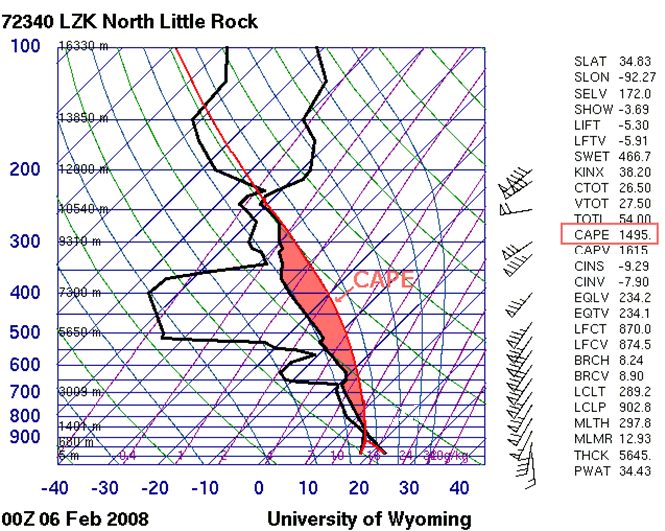 72340 LZK North Little Rock
100
16330 m
13850 m
200
12000 m
10540 m
300
9310 m
400
7300 m
500
5650 m
600
700
3009 m
800
1401 m
900
680 m
5 m
0.4
1
2
4
7
10
16
24
32
40g/kg
CAPE
-40 -30 -20 -10 0 10 20 30 40
00Z 06 Feb 2008
University of Wyoming
SLAT 34.83
SLON -92.27
SELV 172.0
SHOW -3.69
LIFT -5.30
LFTV -5.91
SWET 466.7
KINX 38.20
CTOT 26.50
VTOT 27.50
TOTL 54.00
CAPE 1495.
CAPV 1615
CINS -9.29
CINV -7.90
EQLV 234.2
EQTV 234.1
LFCT 870.0
LFCV 874.5
BRCH 8.24
BRCV 8.90
LCLT 289.2
LCLP 902.8
MLTH 297.8
MLMR 12.93
THCK 5645.
PWAT 34.43